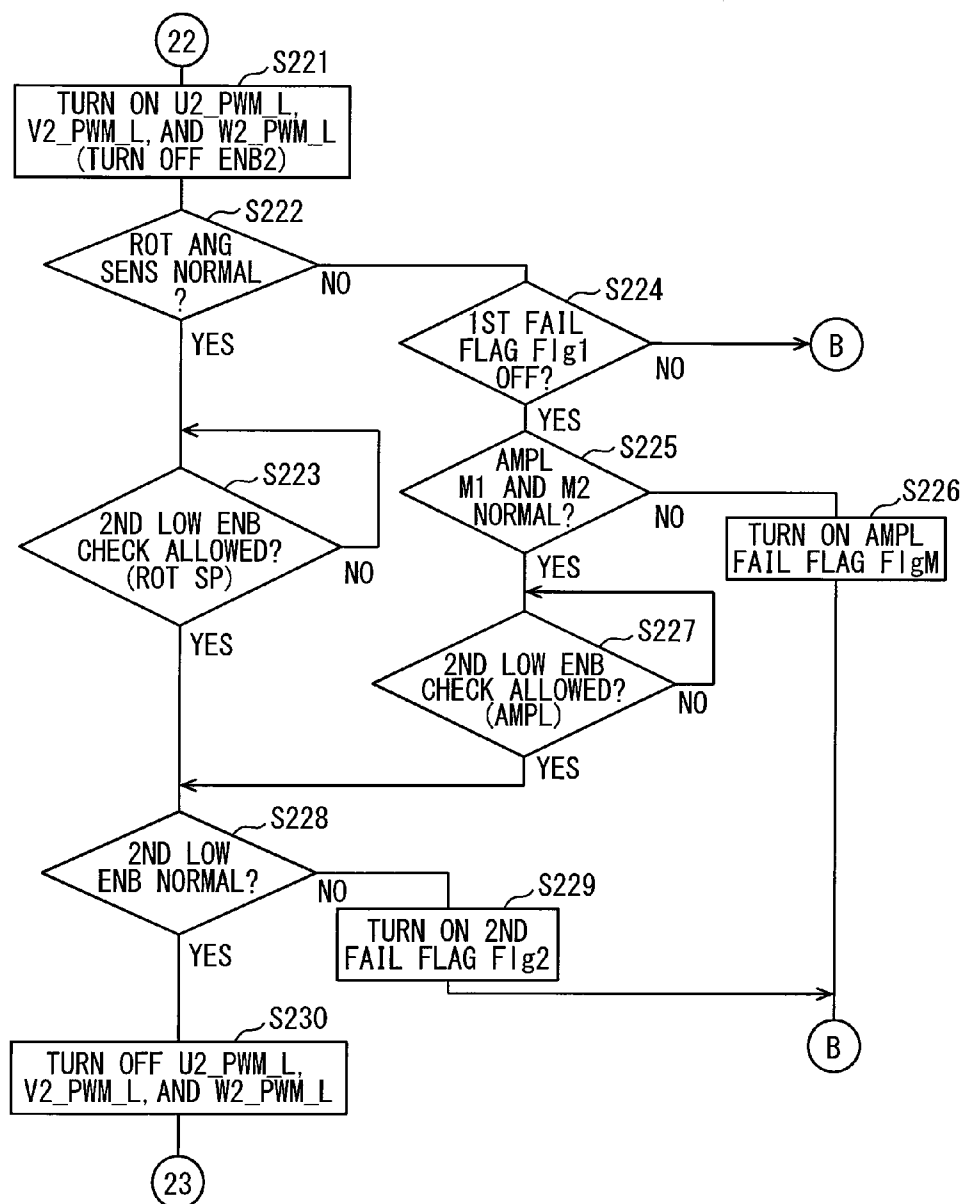 22
S221
TURN ON U2_PWM_L,
V2_PWM_L, AND W2_PWM_L
(TURN OFF ENB2)
S222
ROT ANG
SENS NORMAL
?
NO
YES
S224
1ST FAIL
FLAG Flg1
OFF?
NO
B
YES
S223
2ND LOW ENB
CHECK ALLOWED?
(ROT SP)
NO
YES
S225
AMPL
M1 AND M2
NORMAL?
NO
YES
S226
TURN ON AMPL
FAIL FLAG FlgM
S227
2ND LOW ENB
CHECK ALLOWED?
(AMPL)
NO
YES
S228
2ND LOW
ENB NORMAL?
NO
YES
S229
TURN ON 2ND
FAIL FLAG Flg2
B
S230
TURN OFF U2_PWM_L,
V2_PWM_L, AND W2_PWM_L
23